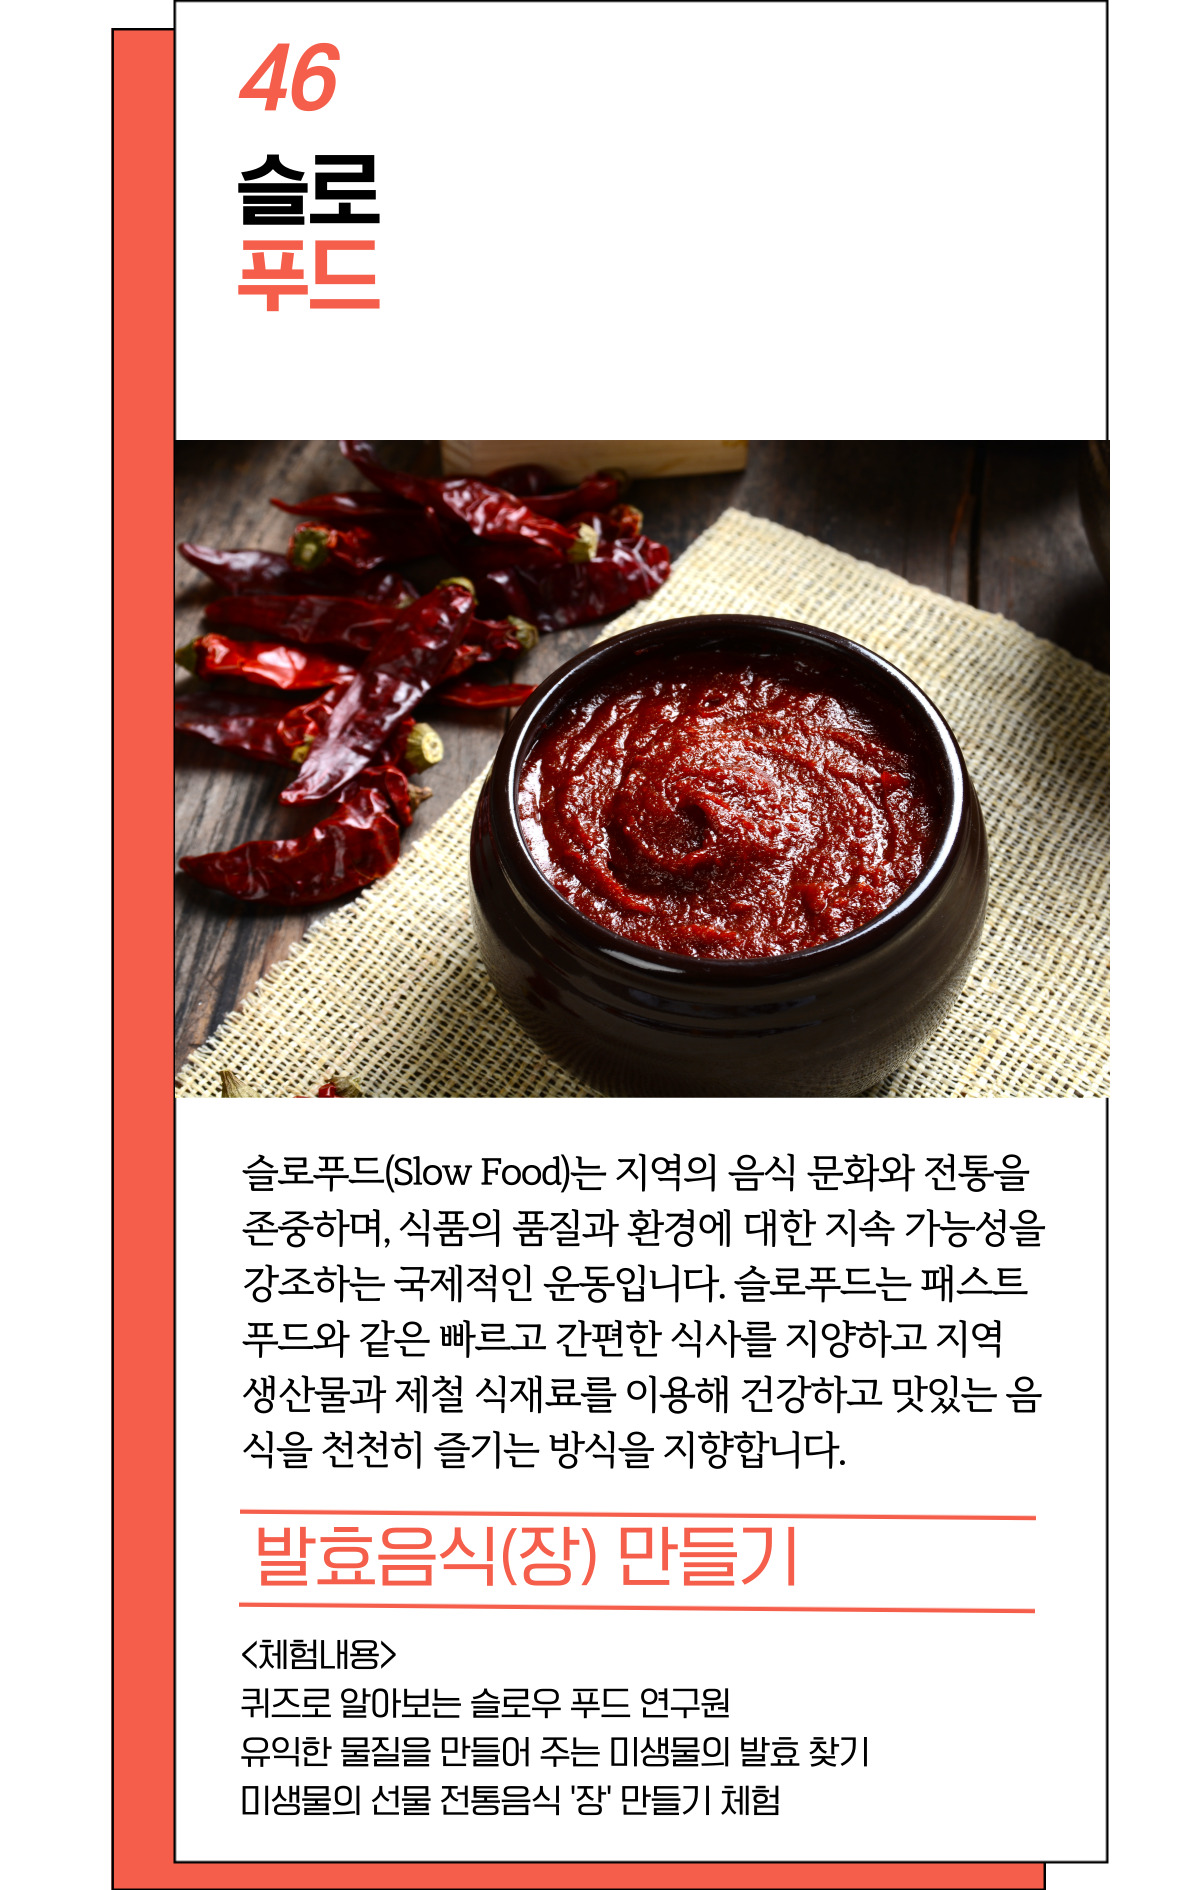 46
슬로
푸드
슬로푸드(Slow Food)는 지역의 음식 문화와 전통을
존중하며, 식품의 품질과 환경에 대한 지속 가능성을
강조하는 국제적인 운동입니다. 슬로푸드는 패스트
푸드와 같은 빠르고 간편한 식사를 지양하고 지역
생산물과 제철 식재료를 이용해 건강하고 맛있는 음
식을 천천히 즐기는 방식을 지향합니다.
발효음식(장) 만들기
<체험내용>
퀴즈로 알아보는 슬로우 푸드 연구원
유익한 물질을 만들어 주는 미생물의 발효 찾기
미생물의 선물 전통음식 '장' 만들기 체험